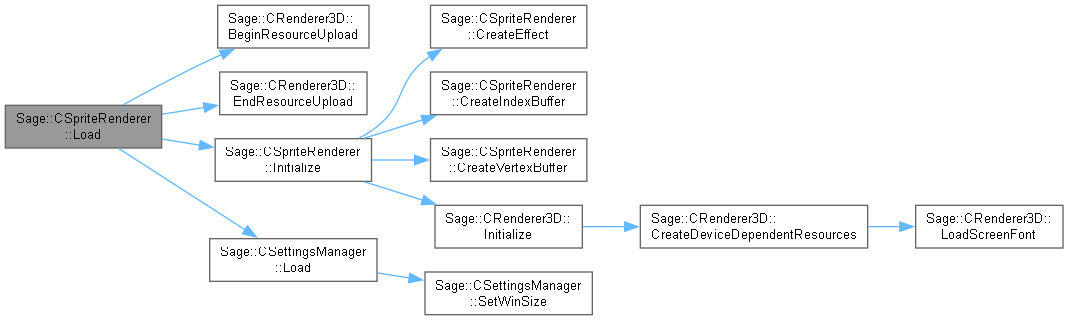 Sage::CSpriteRenderer
::Load
Sage::CRenderer3D::
BeginResourceUpload
Sage::CRenderer3D::
EndResourceUpload
Sage::CSpriteRenderer
::Initialize
Sage::CSettingsManager
::Load
Sage::CSpriteRenderer
::CreateEffect
Sage::CSpriteRenderer
::CreateIndexBuffer
Sage::CSpriteRenderer
::CreateVertexBuffer
Sage::CRenderer3D::
Initialize
Sage::CSettingsManager
::SetWinSize
Sage::CRenderer3D::
CreateDeviceDependentResources
Sage::CRenderer3D::
LoadScreenFont